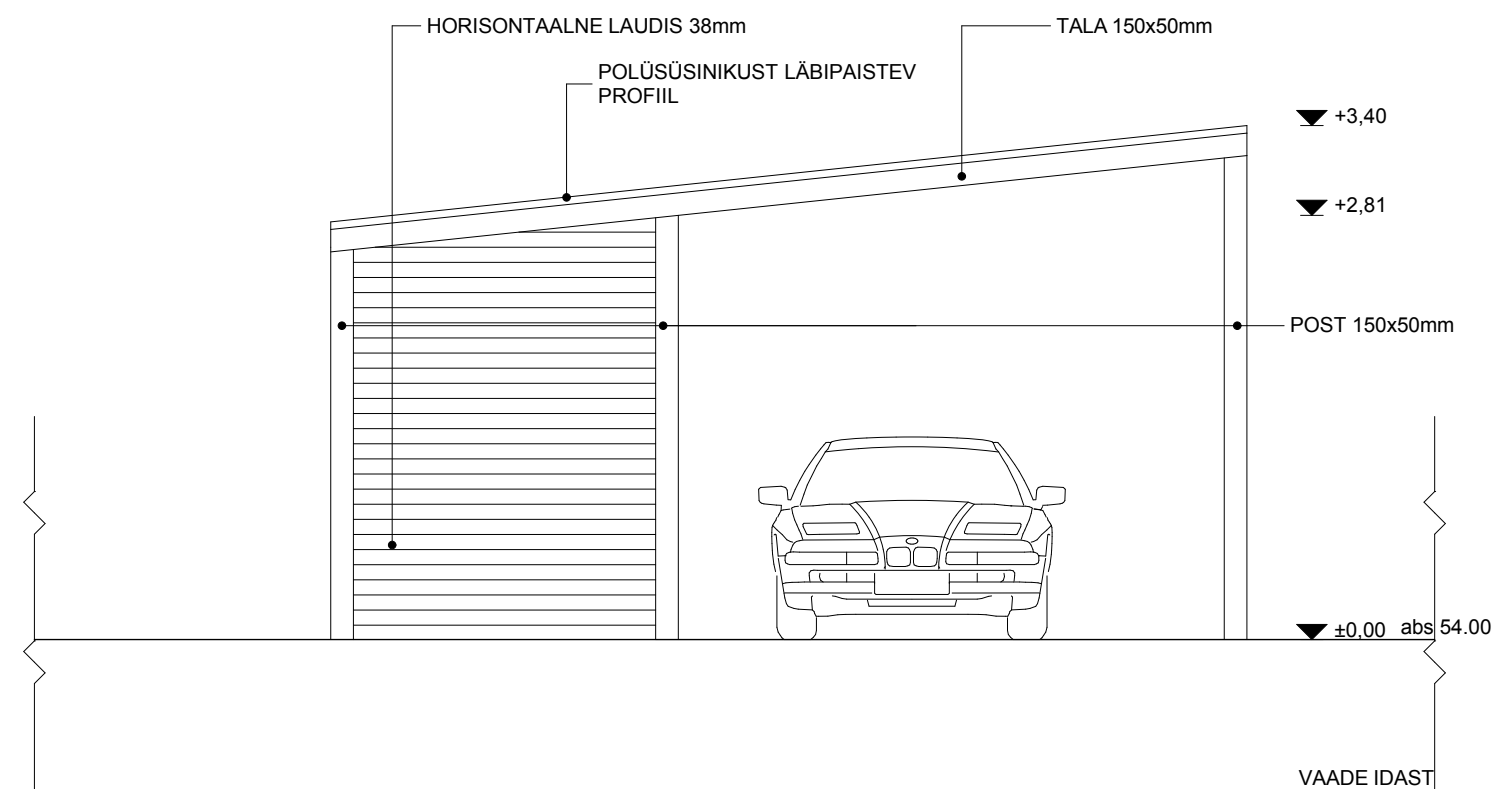 HORISONTAALNE LAUDIS 38mm
TALA 150x50mm
POLÜSÜSINIKUST LÄBIPAISTEV
PROFIIL
+3,40
+2,81
POST 150x50mm
±0,00 abs 54.00
VAADE IDAST